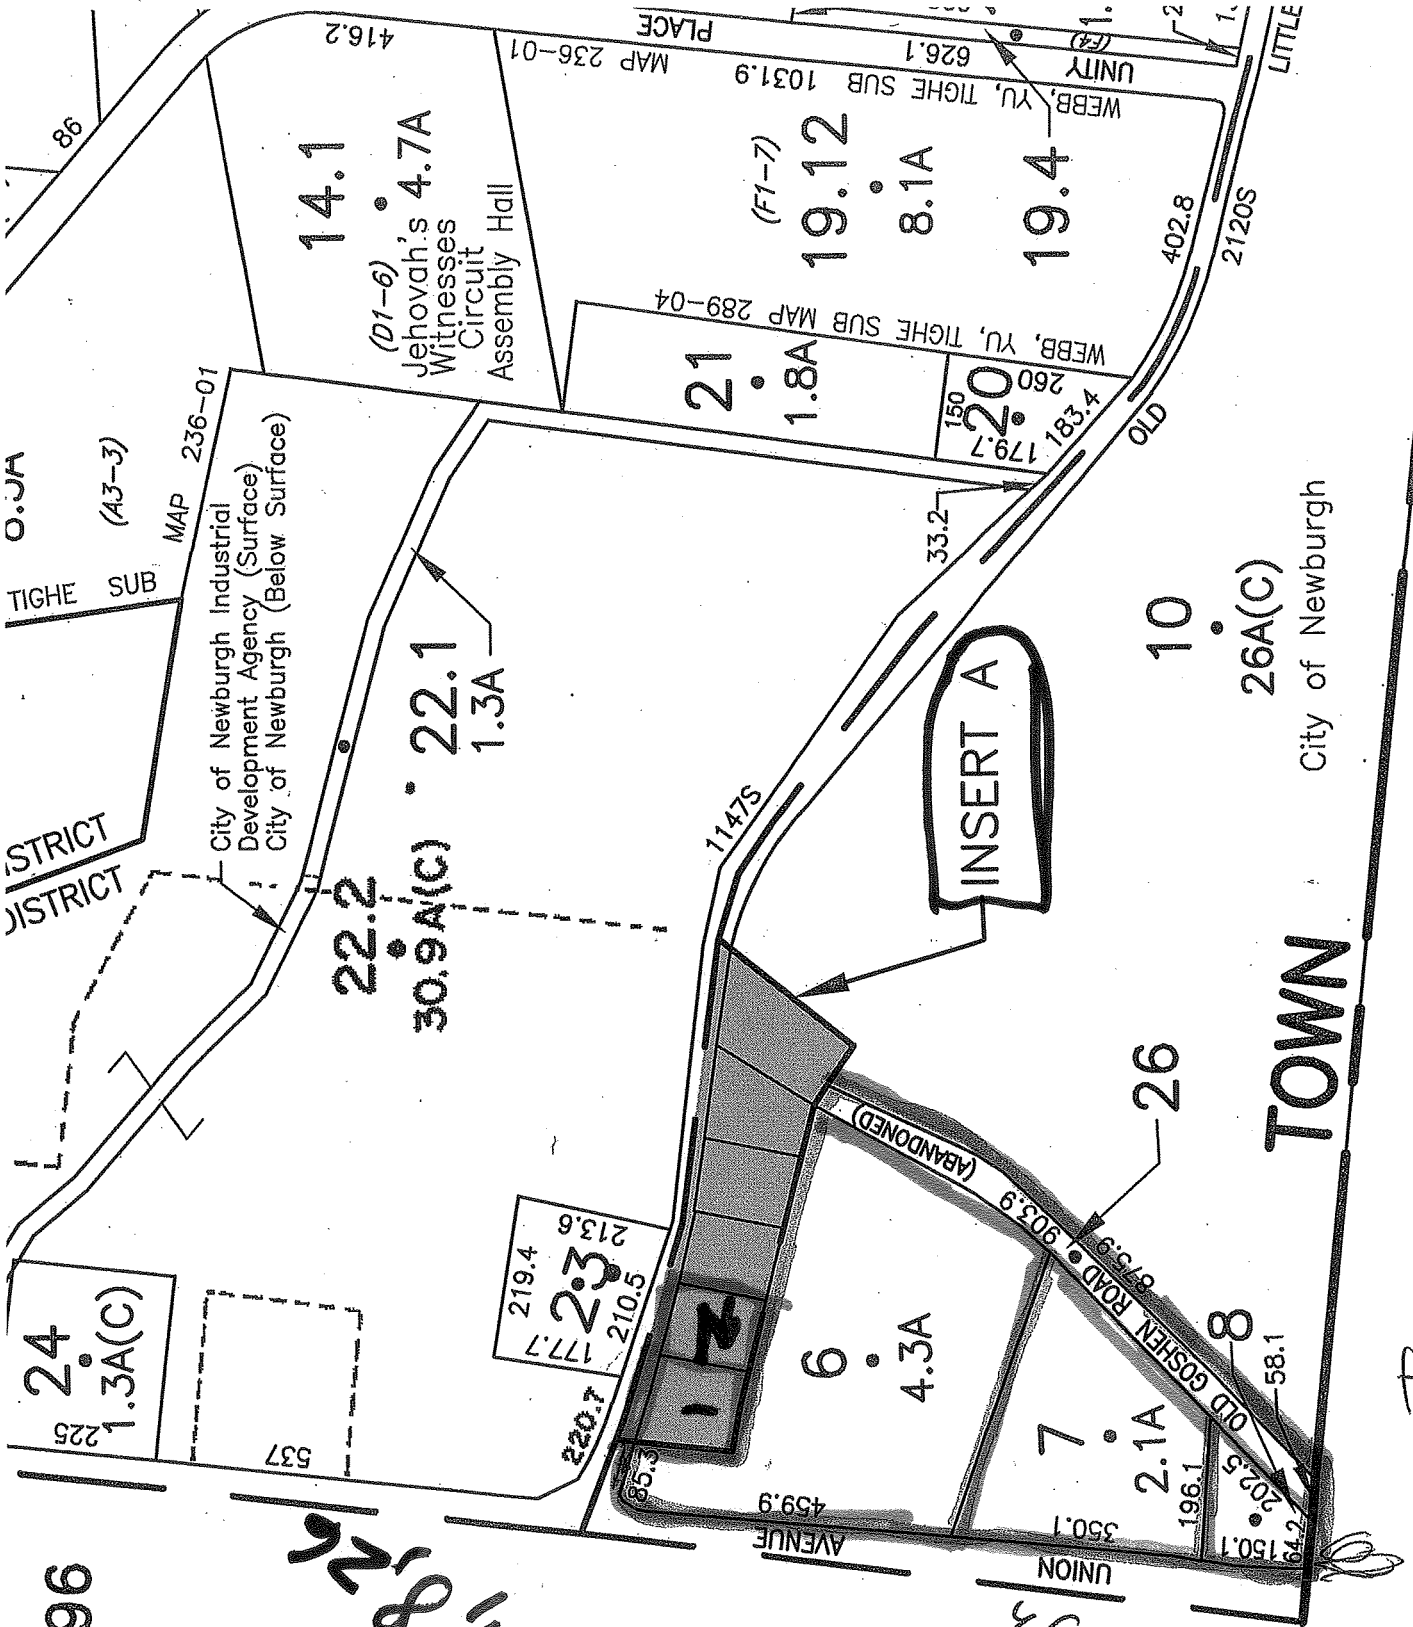 86
416.2
PLACE
626.1
(F4)
UNITY
LITTLE
MAP 236-01
1031.9
WEBB, YU, TIGHE SUB
14.1
4.7A
(D1-6)
Jehovah's
Witnesses
Circuit
Assembly Hall
(F1-7)
19.12
8.1A
19.4
402.8
2120S
WEBB, YU, TIGHE SUB MAP 289-04
21
1.8A
150
20
260
179.7
183.4
OLD
33.2
(A3-3)
TIGHE SUB
MAP
236-01
City of Newburgh Industrial
Development Agency (Surface)
City of Newburgh (Below Surface)
ISTRICT
DISTRICT
22.1
1.3A
22.2
30.9A(C)
1147S
INSERT A
10
26A(C)
City of Newburgh
TOWN
26
(ABANDONED)
903.9
875.9
OLD GOSHEN ROAD
24
1.3A(C)
225
537
219.4
213.6
23
177.7
210.5
220.7
85.3
1
2
6
4.3A
459.9
AVENUE
7
2.1A
350.1
196.1
UNION
8
58.1
202.5
150.1
64.2
96